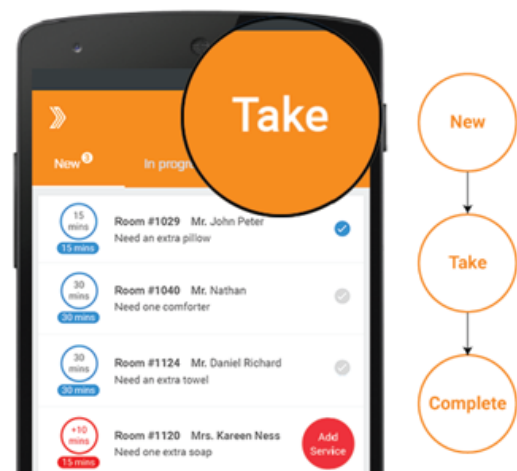 Take
New 3
In prog
15
mins
15 mins
Room #1029 Mr. John Peter
Need an extra pillow
30
mins
30 mins
Room #1040 Mr. Nathan
Need one comforter
30
mins
30 mins
Room #1124 Mr. Daniel Richard
Need an extra towel
+10
mins
15 mins
Room #1120 Mrs. Kareen Ness
Need one extra soap
Add
Service
New
Take
Complete